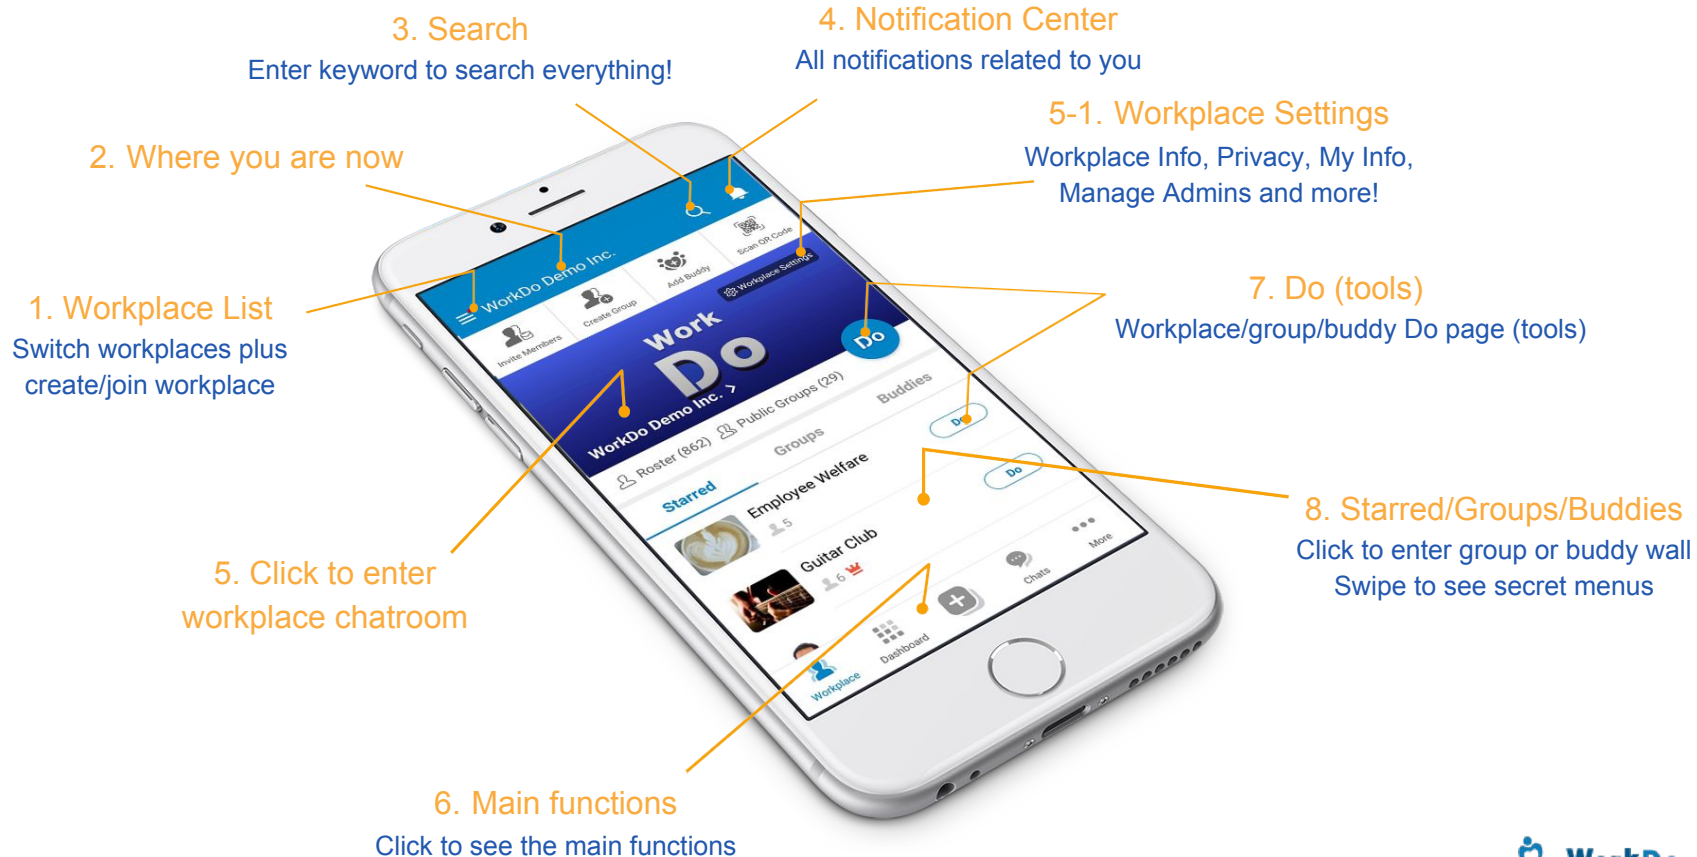 3. Search
Enter keyword to search everything!
4. Notification Center
All notifications related to you
5-1. Workplace Settings
Workplace Info, Privacy, My Info,
Manage Admins and more!
2. Where you are now
1. Workplace List
Switch workplaces plus
create/join workplace
7. Do (tools)
Workplace/group/buddy Do page (tools)
5. Click to enter
workplace chatroom
8. Starred/Groups/Buddies
Click to enter group or buddy wall
Swipe to see secret menus
6. Main functions
Click to see the main functions
WorkDo Demo Inc.
Invite Members
Create Group
Add Buddy
Scan QR Code
Workplace Settings
Work
Do
Do
WorkDo Demo Inc. >
Roster (862)
Public Groups (29)
Starred
Groups
Buddies
Employee Welfare
5
Do
Guitar Club
6
Do
Workplace
Dashboard
Chats
More
WorkDo